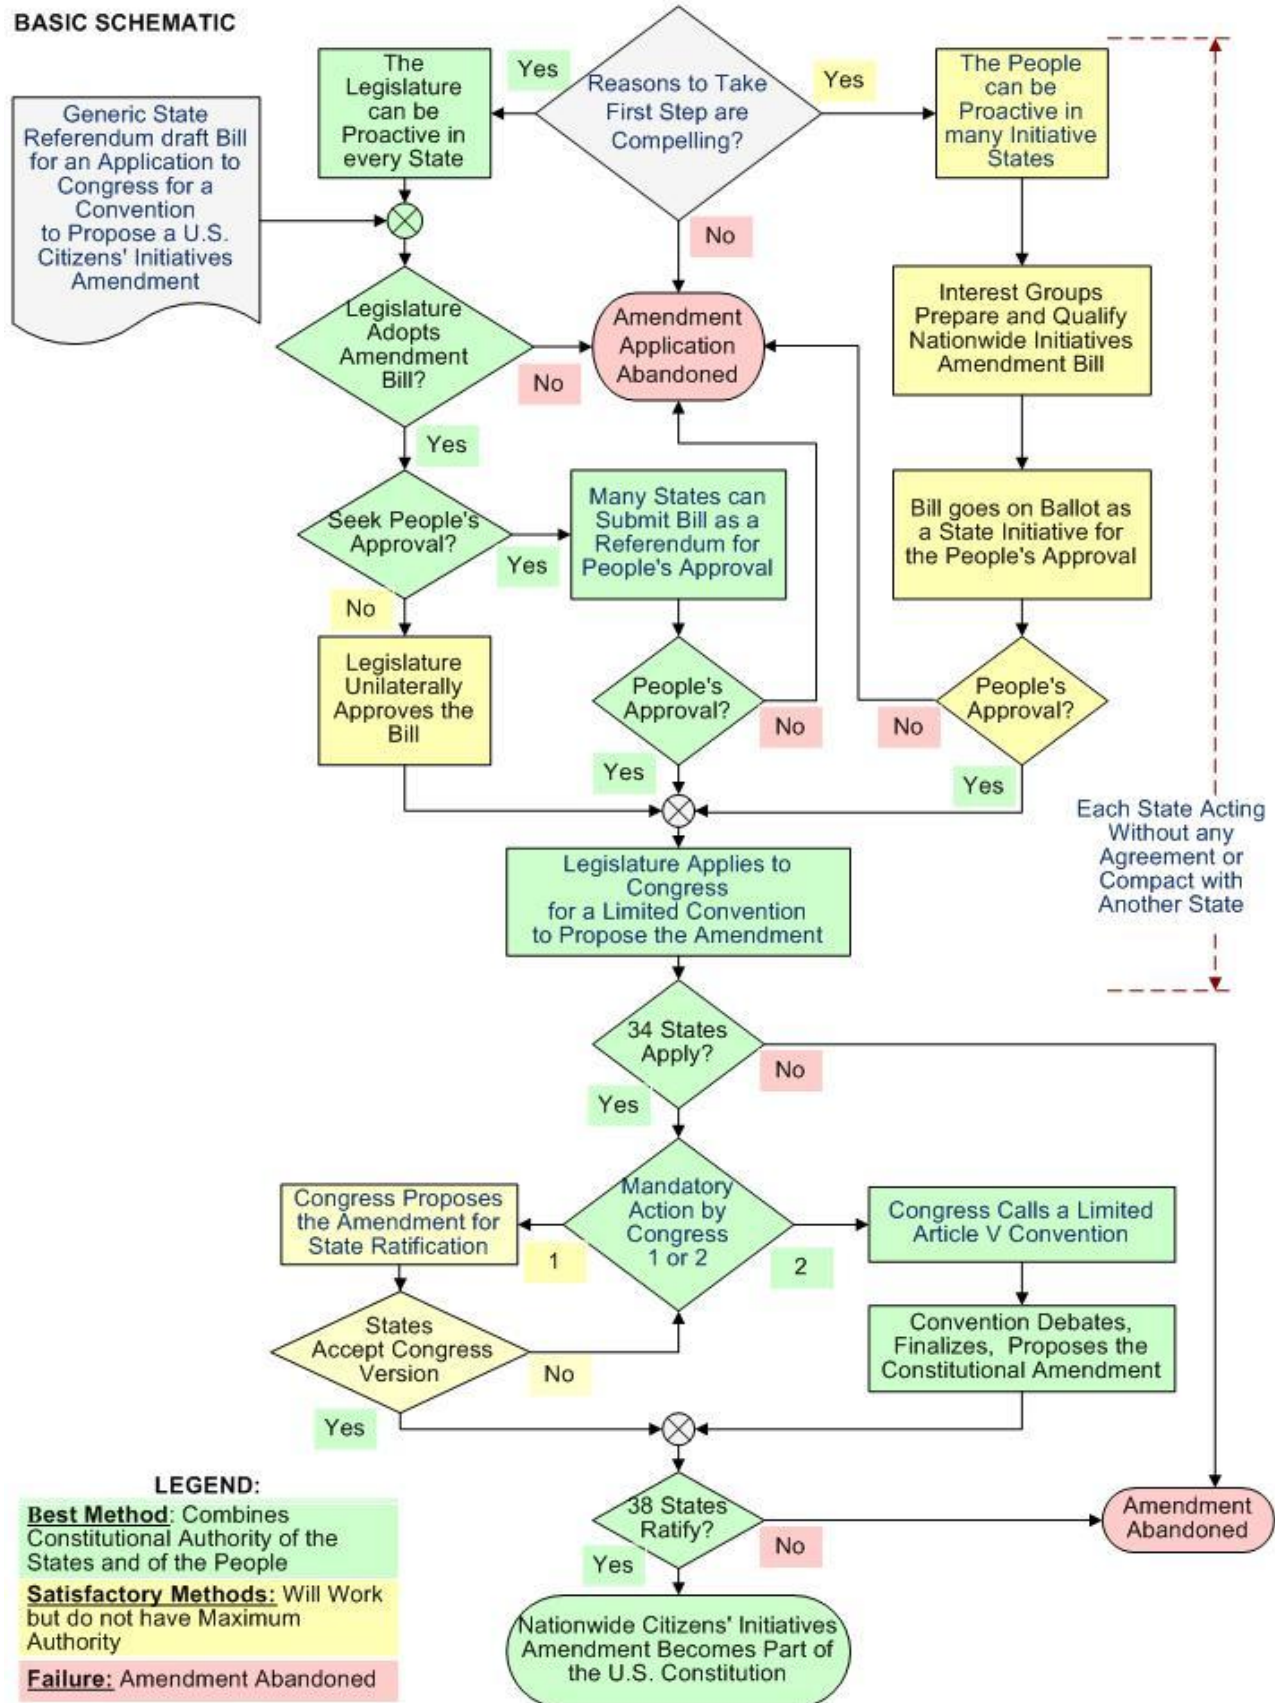 BASIC SCHEMATIC
The
Legislature
can be
Proactive in
every State
Yes
Reasons to Take
First Step are
Compelling?
Yes
The People
can be
Proactive in
many Initiative
States
Generic State
Referendum draft Bill
for an Application to
Congress for a
Convention
to Propose a U.S.
Citizens' Initiatives
Amendment
No
Legislature
Adopts
Amendment
Bill?
No
Amendment
Application
Abandoned
Interest Groups
Prepare and Qualify
Nationwide Initiatives
Amendment Bill
Yes
Seek People's
Approval?
Yes
Many States can
Submit Bill as a
Referendum for
People's Approval
Bill goes on Ballot as
a State Initiative for
the People's Approval
No
Legislature
Unilaterally
Approves the
Bill
People's
Approval?
No
No
People's
Approval?
Yes
Yes
Each State Acting
Without any
Agreement or
Compact with
Another State
Legislature Applies to
Congress
for a Limited Convention
to Propose the Amendment
34 States
Apply?
No
Yes
Congress Proposes
the Amendment for
State Ratification
1
Mandatory
Action by
Congress
1 or 2
2
Congress Calls a Limited
Article V Convention
States
Accept Congress
Version
No
Convention Debates,
Finalizes, Proposes the
Constitutional Amendment
Yes
38 States
Ratify?
No
Amendment
Abandoned
Yes
Nationwide Citizens' Initiatives
Amendment Becomes Part of
the U.S. Constitution
LEGEND:
Best Method: Combines
Constitutional Authority of the
States and of the People
Satisfactory Methods: Will Work
but do not have Maximum
Authority
Failure: Amendment Abandoned